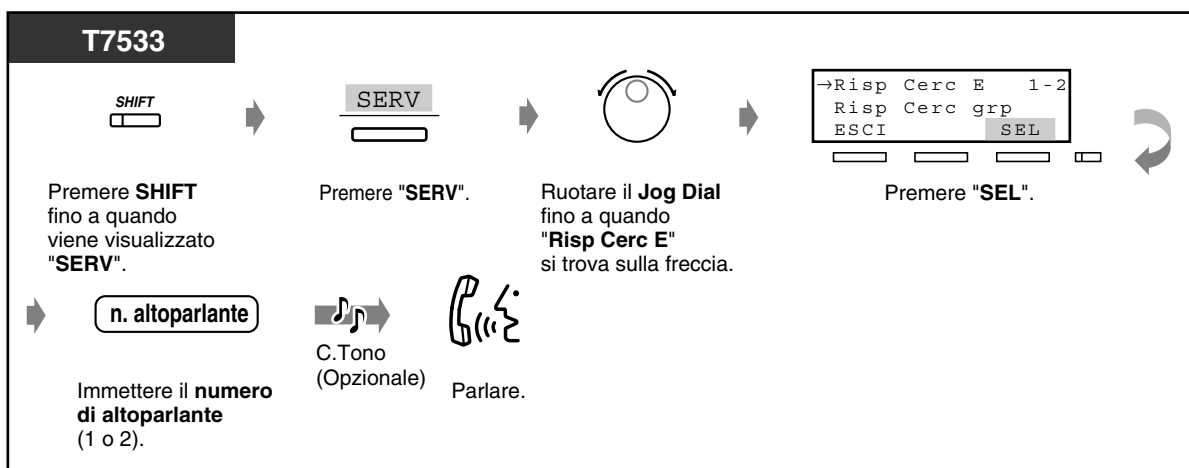 T7533
SHIFT
Premere SHIFT
fino a quando
viene visualizzato
"SERV".
SERV
Premere "SERV".
Ruotare il Jog Dial
fino a quando
"Risp Cerc E"
si trova sulla freccia.
→Risp Cerc E 1-2
Risp Cerc grp
ESCI SEL
Premere "SEL".
n. altoparlante
Immettere il numero
di altoparlante
(1 o 2).
C.Tono
(Opzionale)
Parlare.